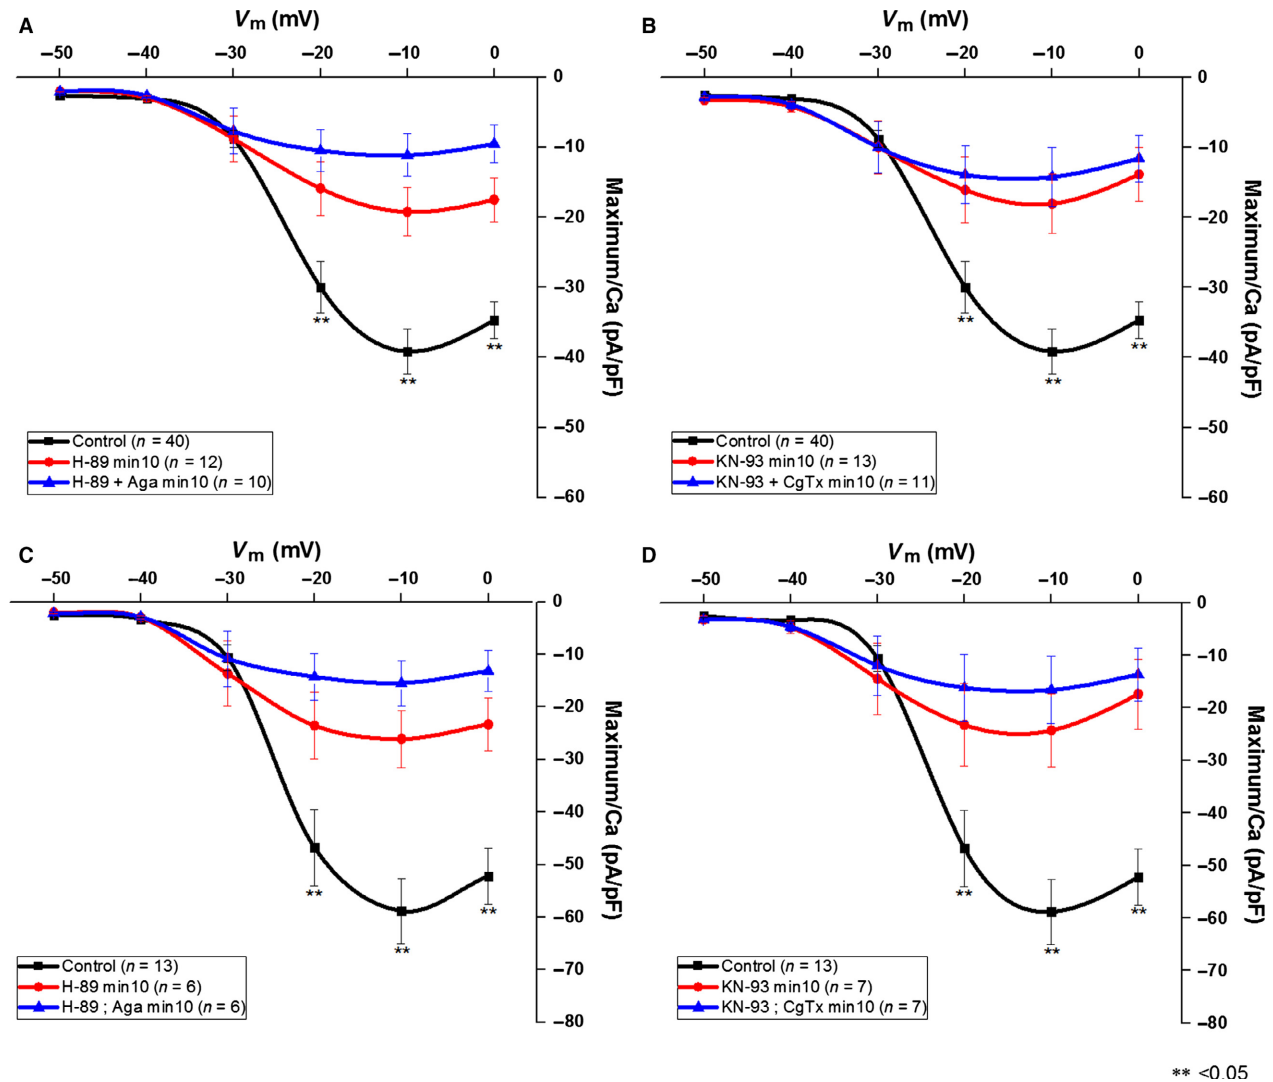 A
V m (mV)
–50 –40 –30 –20 –10 0
0
–10
–20
–30
–40
–50
–60
Maximum/Ca (pA/pF)
** ** **
Control (n = 40)
H-89 min10 (n = 12)
H-89 + Aga min10 (n = 10)
B
V m (mV)
–50 –40 –30 –20 –10 0
0
–10
–20
–30
–40
–50
–60
Maximum/Ca (pA/pF)
** ** **
Control (n = 40)
KN-93 min10 (n = 13)
KN-93 + CgTx min10 (n = 11)
C
V m (mV)
–50 –40 –30 –20 –10 0
0
–10
–20
–30
–40
–50
–60
–70
–80
Maximum/Ca (pA/pF)
** ** **
Control (n = 13)
H-89 min10 (n = 6)
H-89 ; Aga min10 (n = 6)
D
V m (mV)
–50 –40 –30 –20 –10 0
0
–10
–20
–30
–40
–50
–60
–70
–80
Maximum/Ca (pA/pF)
** ** **
Control (n = 13)
KN-93 min10 (n = 7)
KN-93 ; CgTx min10 (n = 7)
** <0.05